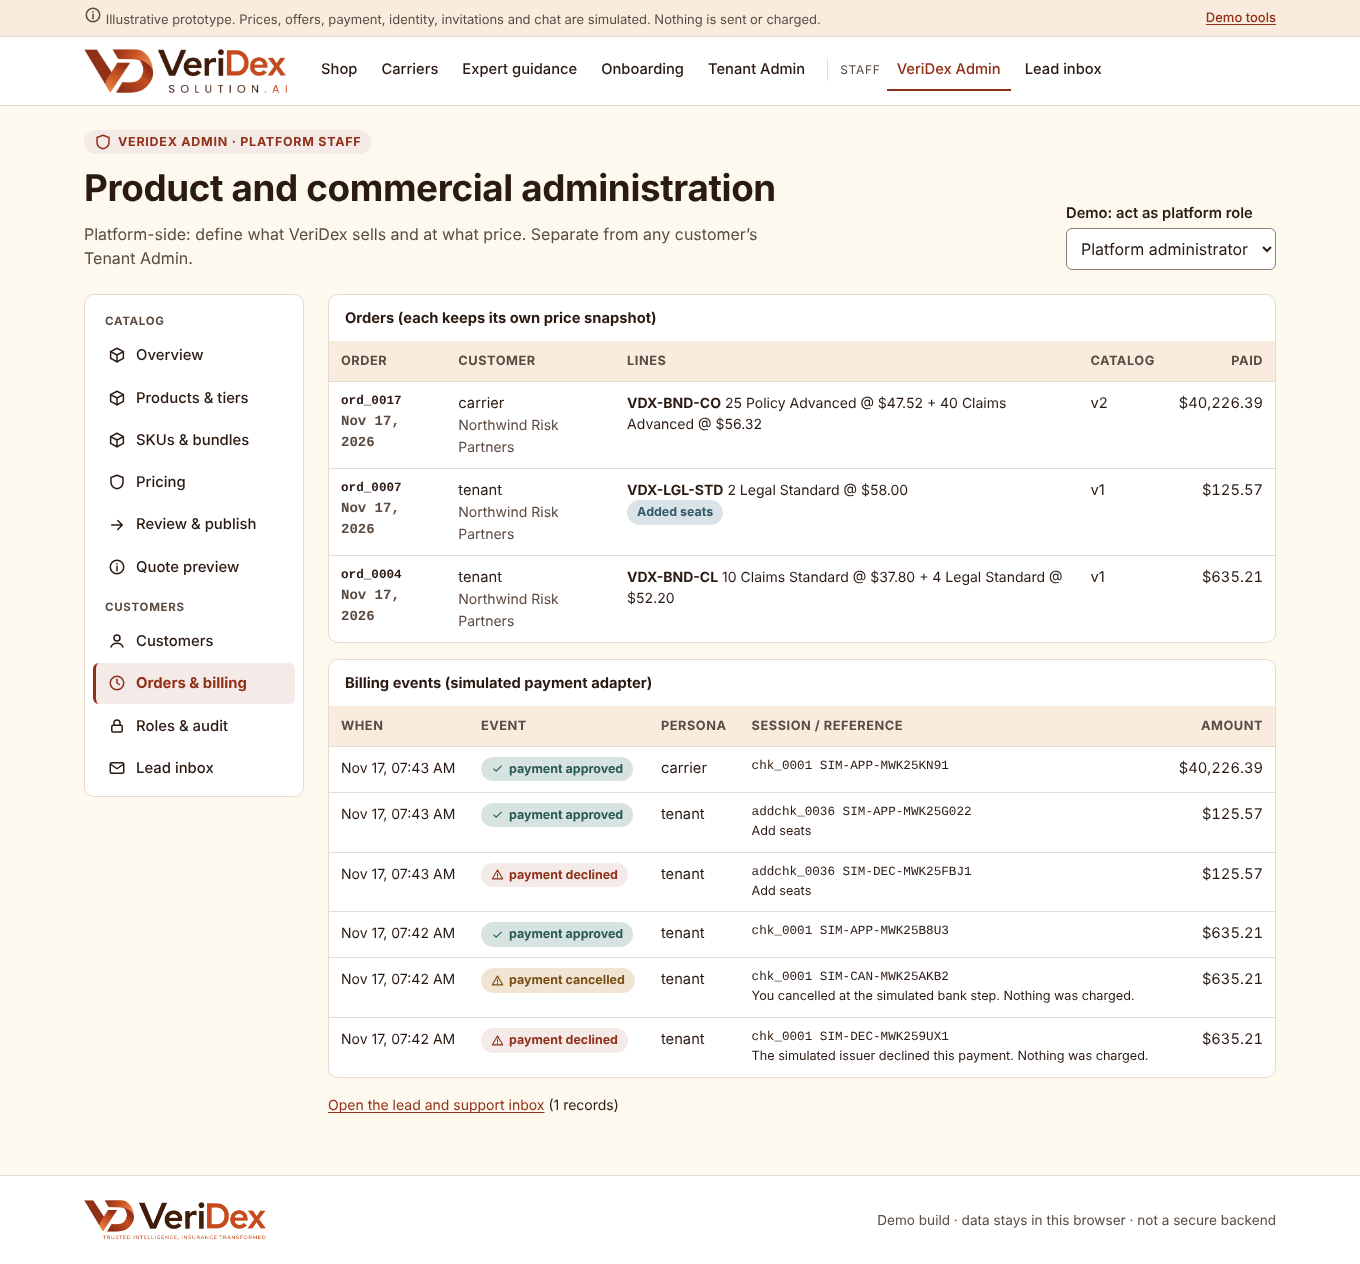 Illustrative prototype. Prices, offers, payment, identity, invitations and chat are simulated. Nothing is sent or charged.
Demo tools
VeriDex
SOLUTION.AI
Shop
Carriers
Expert guidance
Onboarding
Tenant Admin
STAFF
VeriDex Admin
Lead inbox
VERIDEX ADMIN · PLATFORM STAFF
Product and commercial administration
Platform-side: define what VeriDex sells and at what price. Separate from any customer's
Tenant Admin.
Demo: act as platform role
Platform administrator
CATALOG
Overview
Products & tiers
SKUs & bundles
Pricing
Review & publish
Quote preview
CUSTOMERS
Customers
Orders & billing
Roles & audit
Lead inbox
Orders (each keeps its own price snapshot)
ORDER CUSTOMER LINES CATALOG PAID
ord_0017 carrier VDX-BND-CO 25 Policy Advanced @ $47.52 + 40 Claims v2 $40,226.39
Nov 17, Northwind Risk Advanced @ $56.32
2026 Partners
ord_0007 tenant VDX-LGL-STD 2 Legal Standard @ $58.00 v1 $125.57
Nov 17, Northwind Risk Added seats
2026 Partners
ord_0004 tenant VDX-BND-CL 10 Claims Standard @ $37.80 + 4 Legal Standard @ v1 $635.21
Nov 17, Northwind Risk $52.20
2026 Partners
Billing events (simulated payment adapter)
WHEN EVENT PERSONA SESSION / REFERENCE AMOUNT
Nov 17, 07:43 AM payment approved carrier chk_0001 SIM-APP-MWK25KN91 $40,226.39
Nov 17, 07:43 AM payment approved tenant addchk_0036 SIM-APP-MWK25G022 $125.57
Add seats
Nov 17, 07:43 AM payment declined tenant addchk_0036 SIM-DEC-MWK25FBJ1 $125.57
Add seats
Nov 17, 07:42 AM payment approved tenant chk_0001 SIM-APP-MWK25B8U3 $635.21
Nov 17, 07:42 AM payment cancelled tenant chk_0001 SIM-CAN-MWK25AKB2 $635.21
You cancelled at the simulated bank step. Nothing was charged.
Nov 17, 07:42 AM payment declined tenant chk_0001 SIM-DEC-MWK259UX1 $635.21
The simulated issuer declined this payment. Nothing was charged.
Open the lead and support inbox (1 records)
VeriDex
TRUSTED INTELLIGENCE, INSURANCE TRANSFORMED
Demo build · data stays in this browser · not a secure backend